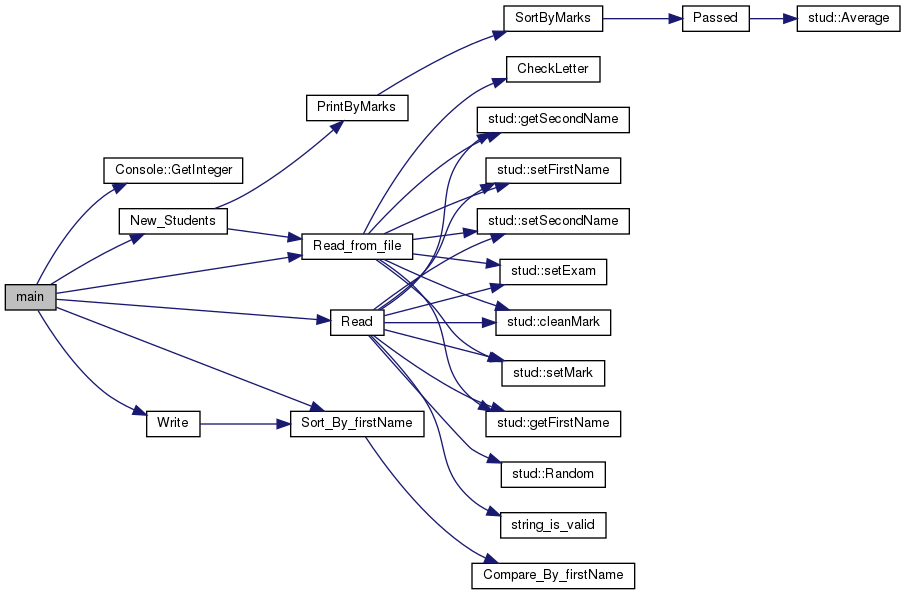 SortByMarks
Passed
stud::Average
CheckLetter
PrintByMarks
stud::getSecondName
Console::GetInteger
stud::setFirstName
New_Students
stud::setSecondName
Read_from_file
stud::setExam
main
Read
stud::cleanMark
stud::setMark
Write
Sort_By_firstName
stud::getFirstName
stud::Random
string_is_valid
Compare_By_firstName